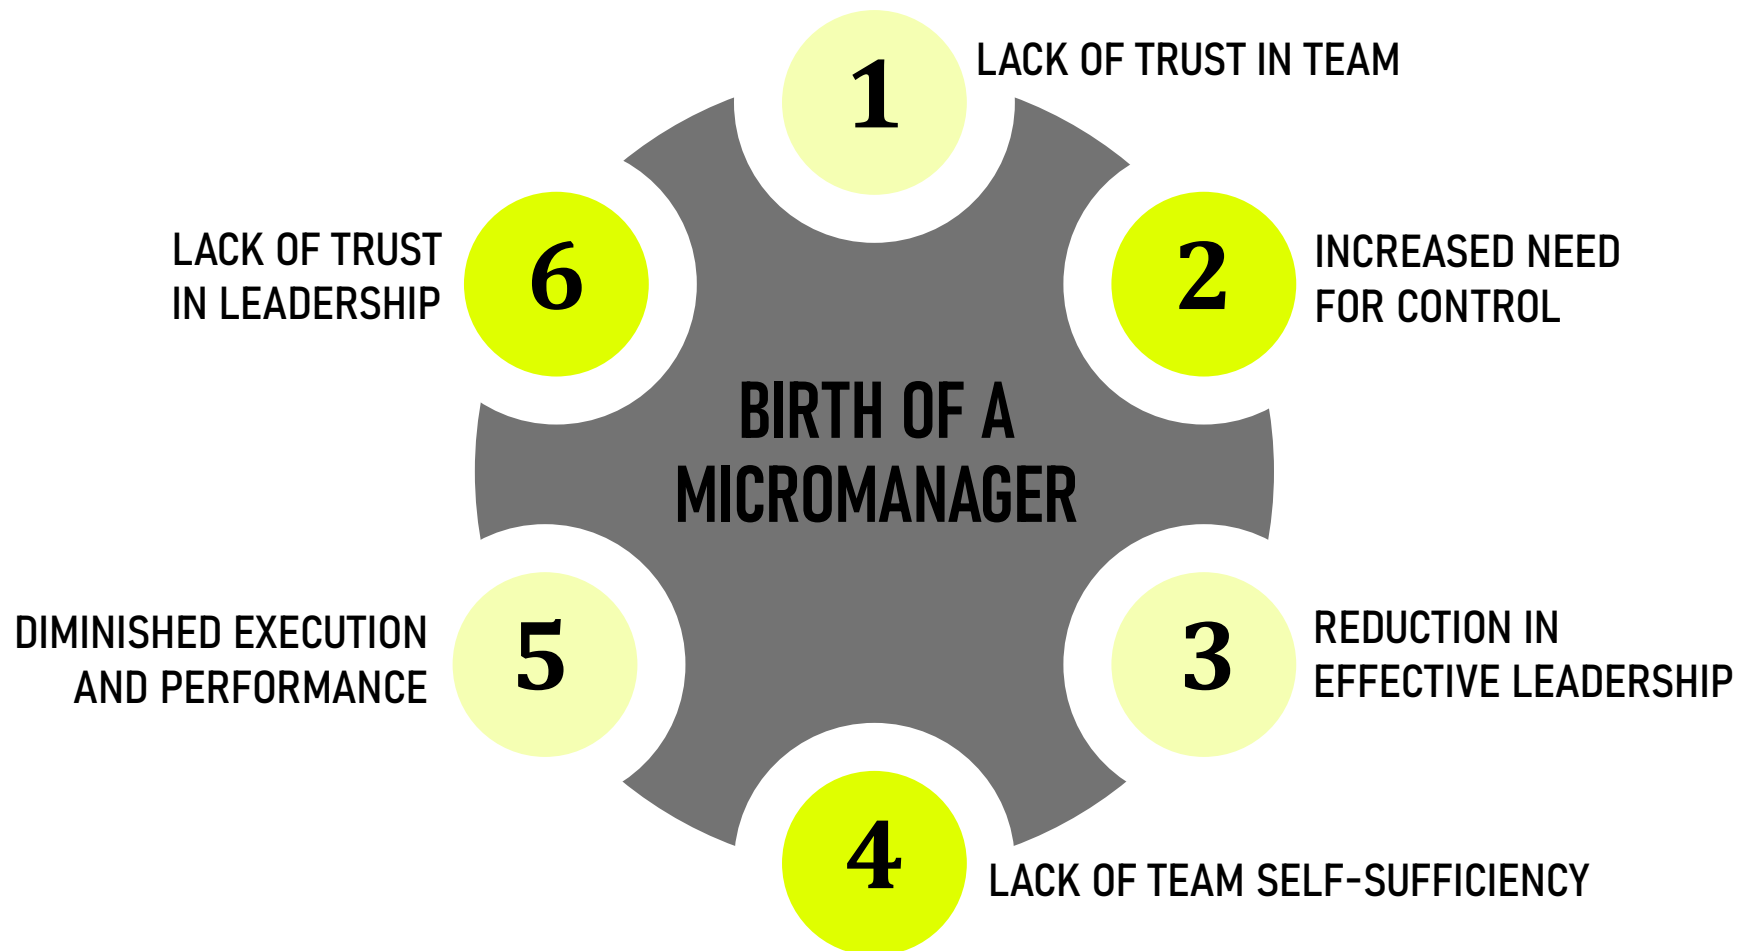 1
LACK OF TRUST IN TEAM
2
INCREASED NEED
FOR CONTROL
3
REDUCTION IN
EFFECTIVE LEADERSHIP
4
LACK OF TEAM SELF-SUFFICIENCY
5
DIMINISHED EXECUTION
AND PERFORMANCE
6
LACK OF TRUST
IN LEADERSHIP
BIRTH OF A
MICROMANAGER